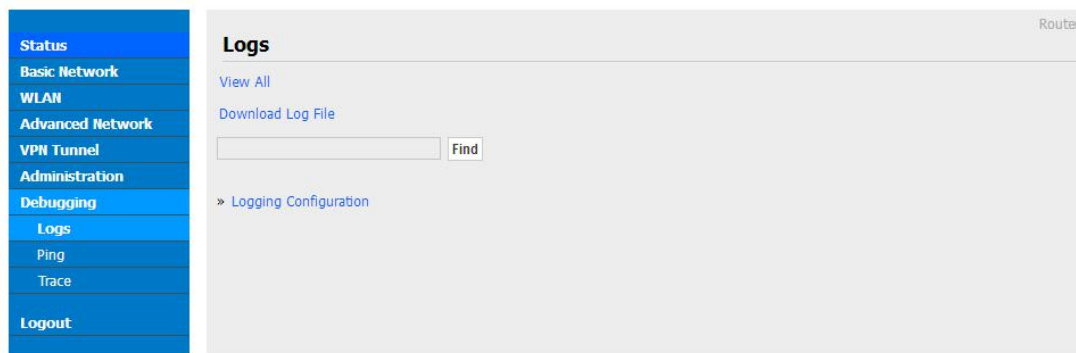 Status
Basic Network
WLAN
Advanced Network
VPN Tunnel
Administration
Debugging
Logs
Ping
Trace
Logout
Route
Logs
View All
Download Log File
Find
» Logging Configuration